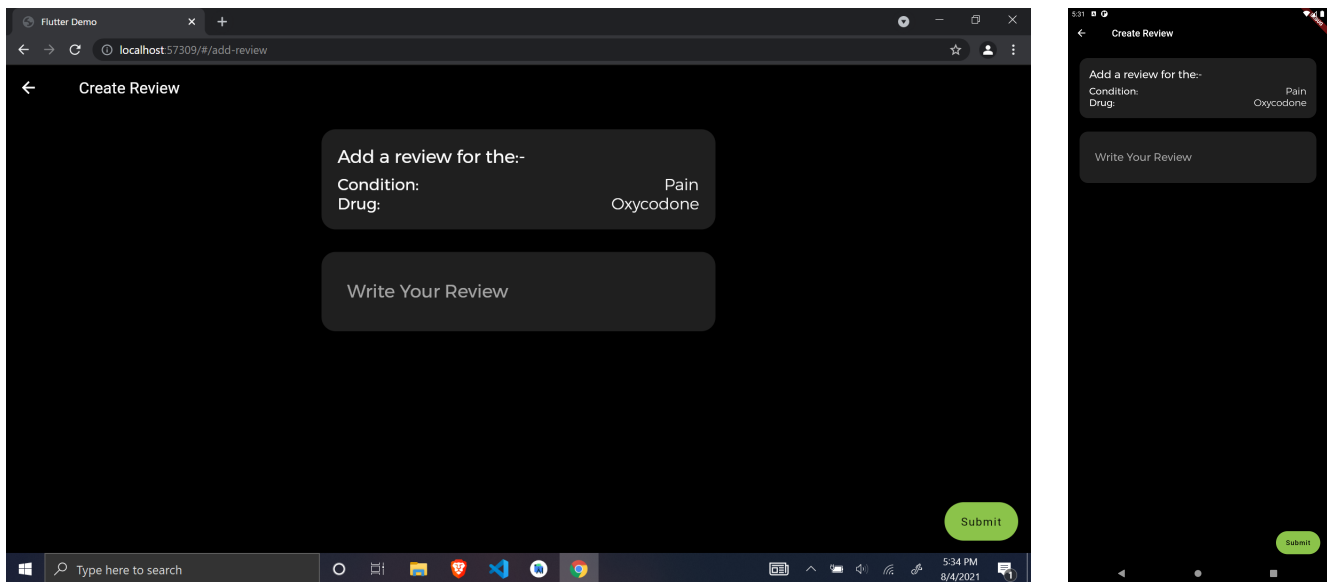 Flutter Demo
localhost:57309/#/add-review
Create Review
Add a review for the:-
Condition: Pain
Drug: Oxycodone
Write Your Review
Submit
Type here to search
5:34 PM
8/4/2021
1
5:31
Create Review
Add a review for the:-
Condition: Pain
Drug: Oxycodone
Write Your Review
Submit